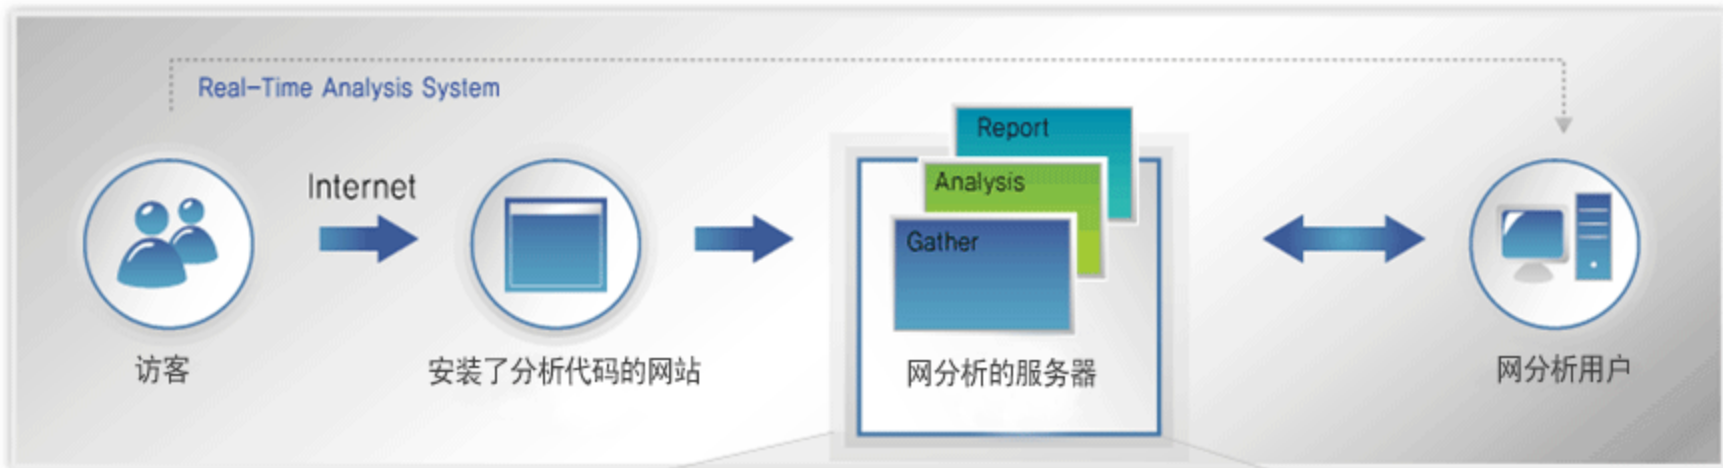 Real-Time Analysis System
Internet
Report
Analysis
Gather
访客
安装了分析代码的网站
网分析的服务器
网分析用户